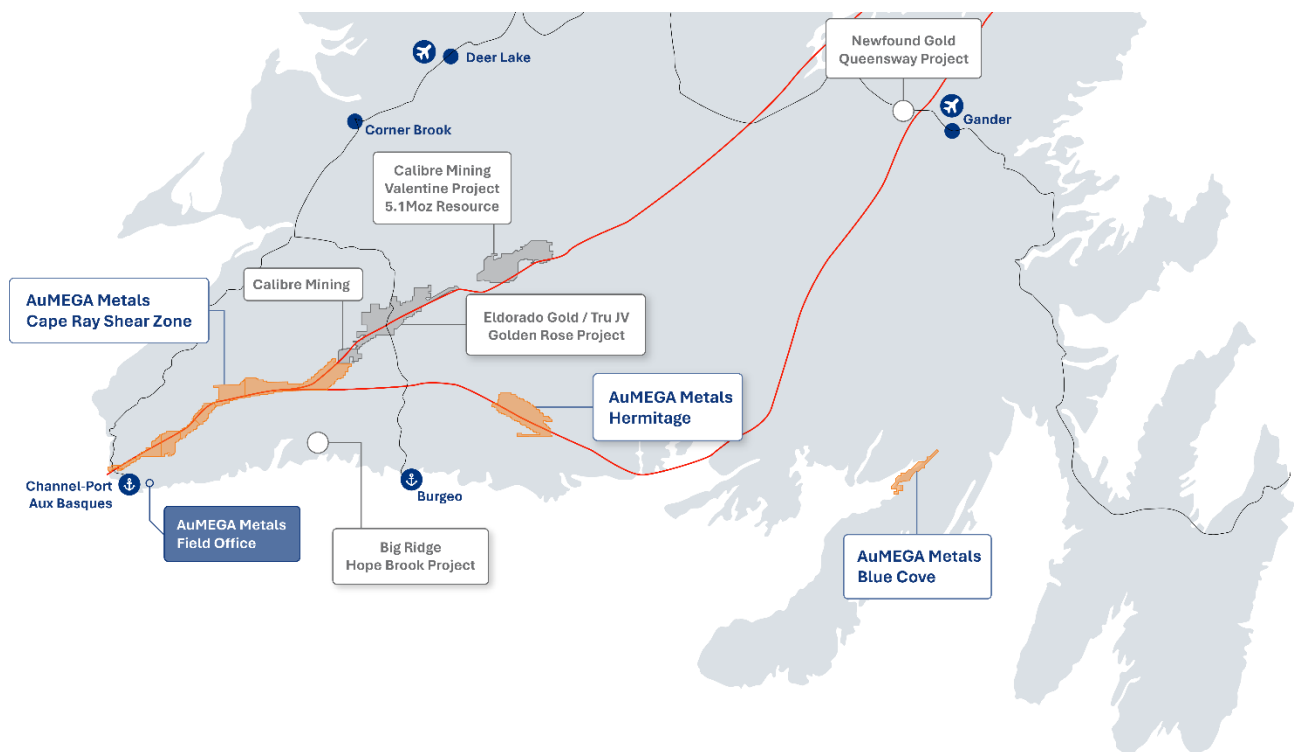 Newfound Gold
Queensway Project
Deer Lake
Gander
Corner Brook
Calibre Mining
Valentine Project
5.1Moz Resource
Calibre Mining
AuMEGA Metals
Cape Ray Shear Zone
Eldorado Gold / Tru JV
Golden Rose Project
AuMEGA Metals
Hermitage
Channel-Port
Aux Basques
Burgeo
AuMEGA Metals
Field Office
Big Ridge
Hope Brook Project
AuMEGA Metals
Blue Cove